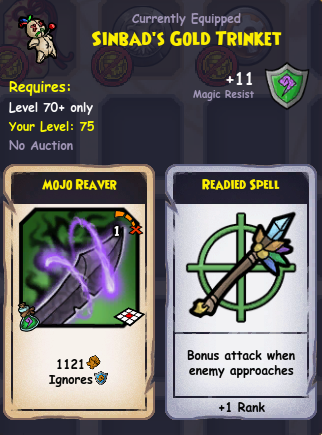 Currently Equipped
Sinbad's Gold Trinket
+11
Magic Resist
Requires:
Level 70+ only
Your Level: 75
No Auction
Mojo Reaver
1
1121
Ignores
Readied Spell
Bonus attack when
enemy approaches
+1 Rank